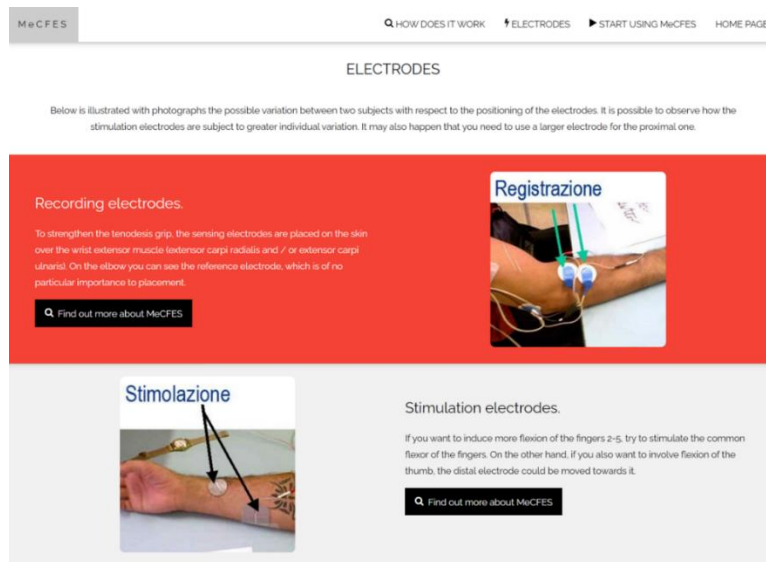 MeCFES
HOW DOES IT WORK
ELECTRODES
START USING MeCFES
HOME PAGE
ELECTRODES
Below is illustrated with photographs the possible variation between two subjects with respect to the positioning of the electrodes. It is possible to observe how the
stimulation electrodes are subject to greater individual variation. It may also happen that you need to use a larger electrode for the proximal one.
Recording electrodes.
To strengthen the tenodesis grip, the sensing electrodes are placed on the skin
over the wrist extensor muscle (extensor carpi radialis and / or extensor carpi
ulnaris). On the elbow you can see the reference electrode, which is of no
particular importance to placement.
Find out more about MeCFES
Registrazione
Stimolazione
Stimulation electrodes.
If you want to induce more flexion of the fingers 2-5, try to stimulate the common
flexor of the fingers. On the other hand, if you also want to involve flexion of the
thumb, the distal electrode could be moved towards it.
Find out more about MeCFES